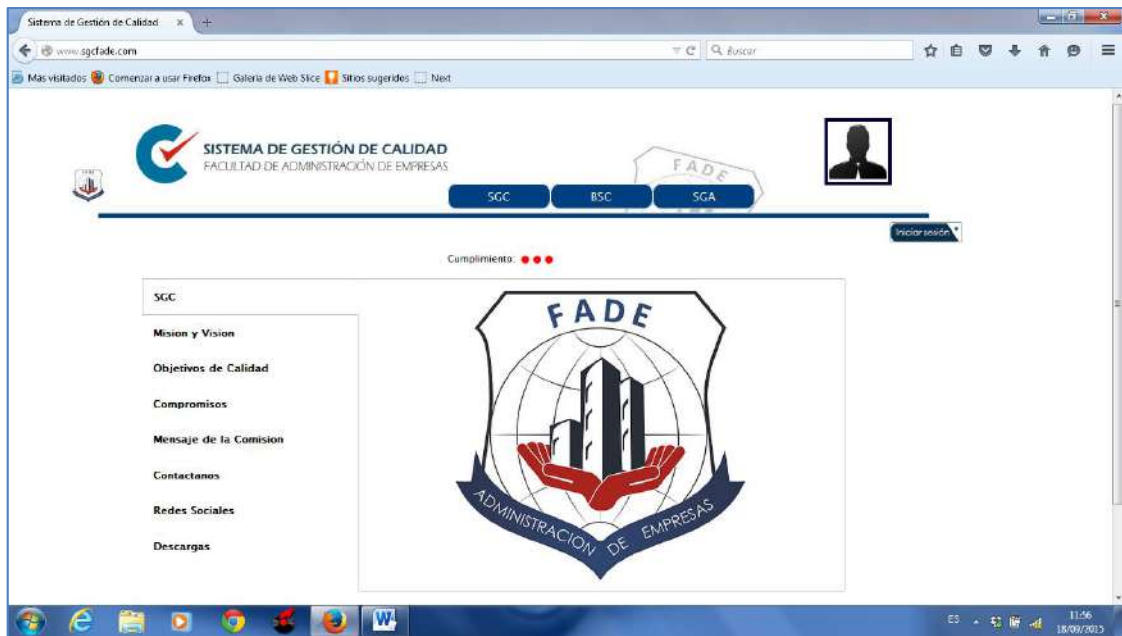 Sistema de Gestión de Calidad
www.sgcfade.com
Buscar
Más visitados Comenzar a usar Firefox Galería de Web Slice Sitios sugeridos Next
SISTEMA DE GESTIÓN DE CALIDAD
FACULTAD DE ADMINISTRACIÓN DE EMPRESAS
FADE
SGC BSC SGA
Iniciar sesión
Cumplimiento:
SGC
Mision y Vision
Objetivos de Calidad
Compromisos
Mensaje de la Comision
Contactanos
Redes Sociales
Descargas
FADE
ADMINISTRACION DE EMPRESAS
ES
11:56
18/09/2015